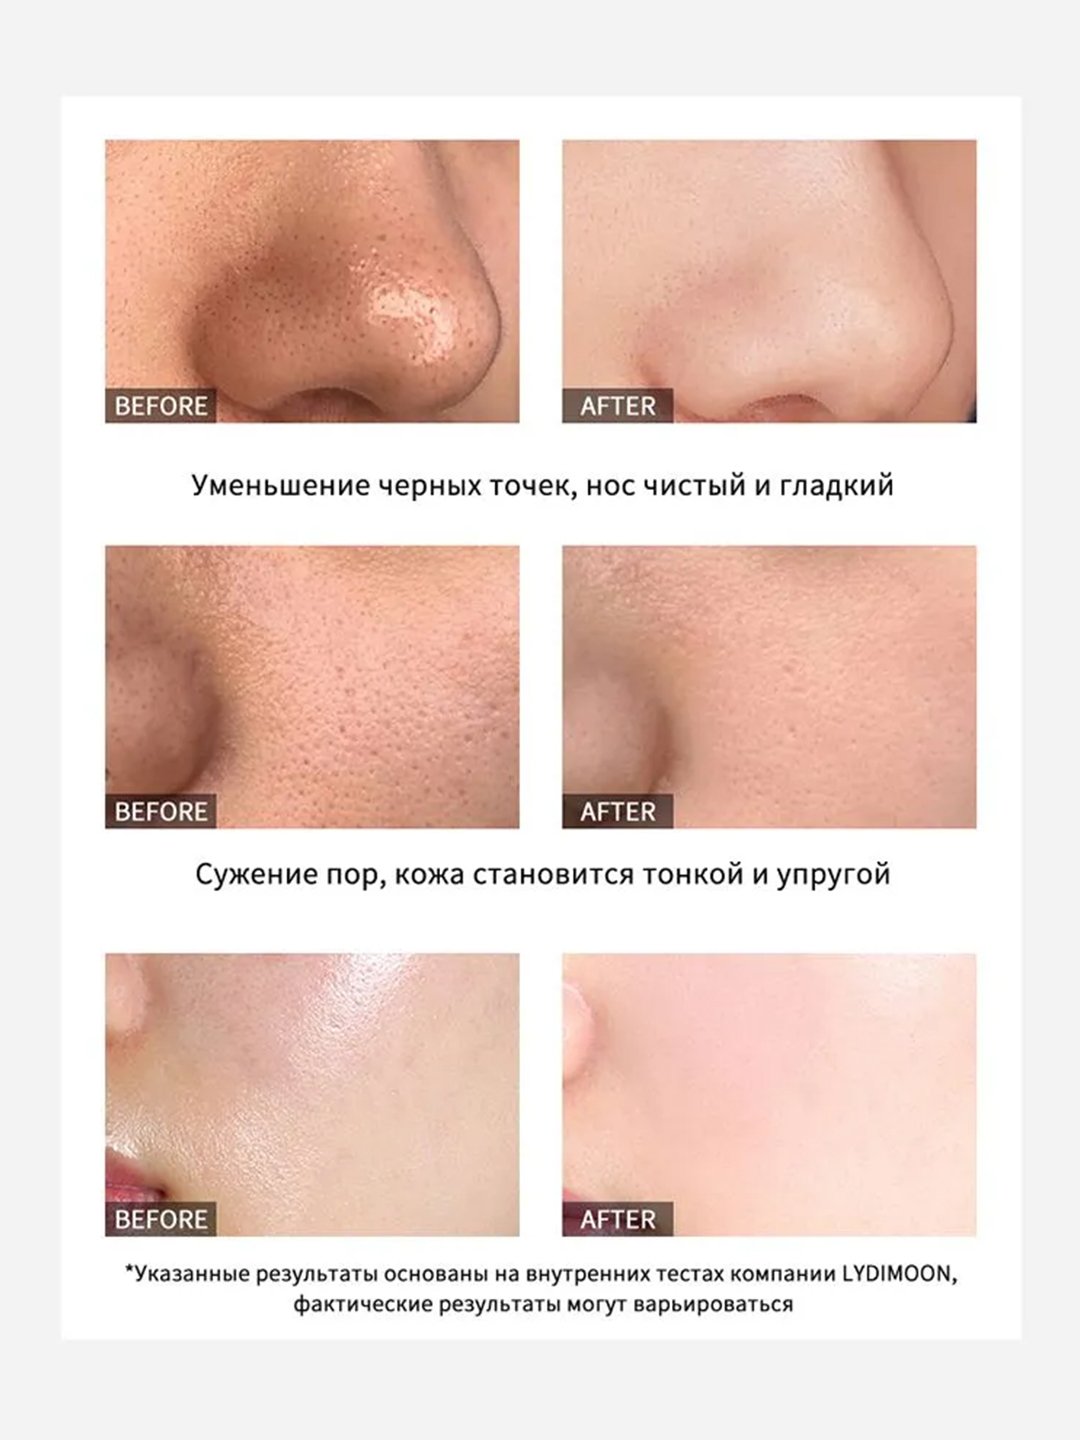 BEFORE
AFTER
Уменьшение черных точек, нос чистый и гладкий
BEFORE
AFTER
Сужение пор, кожа становится тонкой и упругой
BEFORE
AFTER
*Указанные результаты основаны на внутренних тестах компании LYDIMOON,
фактические результаты могут варьироваться